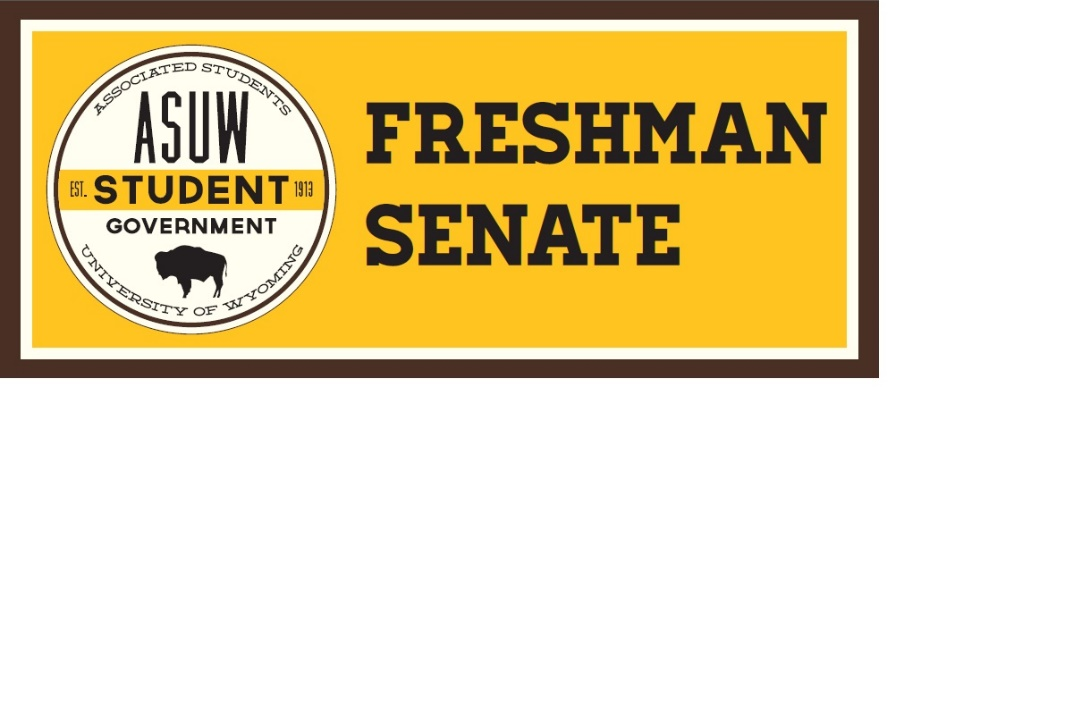 ASSOCIATED STUDENTS
ASUW
EST. STUDENT 1913
GOVERNMENT
UNIVERSITY OF WYOMING
FRESHMAN
SENATE